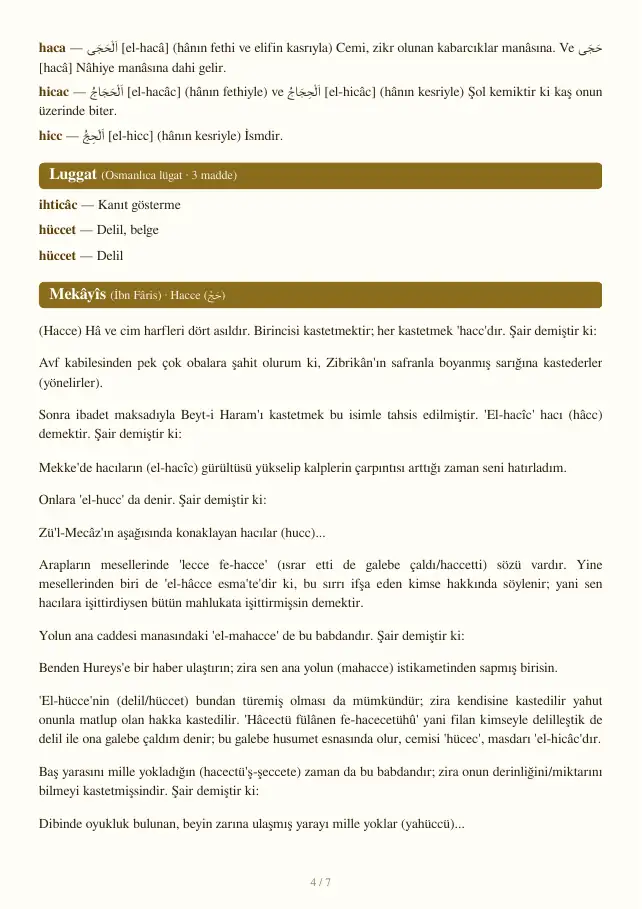 haca — اَلْحَجَى [el-hacâ] (hânın fethi ve elifin kasrıyla) Cemi, zikr olunan kabarcıklar manâsına. Ve حَجَى
[hacâ] Nâhiye manâsına dahi gelir.
hicac — اَلْحَجَاجُ [el-hacâc] (hânın fethiyle) ve اَلْحِجَاجُ [el-hicâc] (hânın kesriyle) Şol kemiktir ki kaş onun
üzerinde biter.
hicc — اَلْحِجُّ [el-hicc] (hânın kesriyle) İsmdir.
Luggat (Osmanlıca lügat · 3 madde)
ihticâc — Kanıt gösterme
hüccet — Delil, belge
hüccet — Delil
Mekâyîs (İbn Fâris) · Hacce (حَجَّ)
(Hacce) Hâ ve cim harfleri dört asıldır. Birincisi kastetmektir; her kastetmek 'hacc'dır. Şair demiştir ki:
Avf kabilesinden pek çok obalara şahit olurum ki, Zibrikân'ın safranla boyanmış sarığına kastederler
(yönelirler).
Sonra ibadet maksadıyla Beyt-i Haram'ı kastetmek bu isimle tahsis edilmiştir. 'El-hacîc' hacı (hâcc)
demektir. Şair demiştir ki:
Mekke'de hacıların (el-hacîc) gürültüsü yükselip kalplerin çarpıntısı arttığı zaman seni hatırladım.
Onlara 'el-hucc' da denir. Şair demiştir ki:
Zü'l-Mecâz'ın aşağısında konaklayan hacılar (hucc)...
Arapların mesellerinde 'lecce fe-hacce' (ısrar etti de galebe çaldı/haccetti) sözü vardır. Yine
mesellerinden biri de 'el-hâcce esma'te'dir ki, bu sırrı ifşa eden kimse hakkında söylenir; yani sen
hacılara işittirdiysen bütün mahlukata işittirmişsin demektir.
Yolun ana caddesi manasındaki 'el-mahacce' de bu babdandır. Şair demiştir ki:
Benden Hureys'e bir haber ulaştırın; zira sen ana yolun (mahacce) istikametinden sapmış birisin.
'El-hücce'nin (delil/hüccet) bundan türemiş olması da mümkündür; zira kendisine kastedilir yahut
onunla matlup olan hakka kastedilir. 'Hâcectü fülânen fe-hacecetühû' yani filan kimseyle delilleştik de
delil ile ona galebe çaldım denir; bu galebe husumet esnasında olur, cemisi 'hücec', masdarı 'el-hicâc'dır.
Baş yarasını mille yokladığın (hacectü'ş-şeccete) zaman da bu babdandır; zira onun derinliğini/miktarını
bilmeyi kastetmişsindir. Şair demiştir ki:
Dibinde oyukluk bulunan, beyin zarına ulaşmış yarayı mille yoklar (yahüccü)...
4 / 7